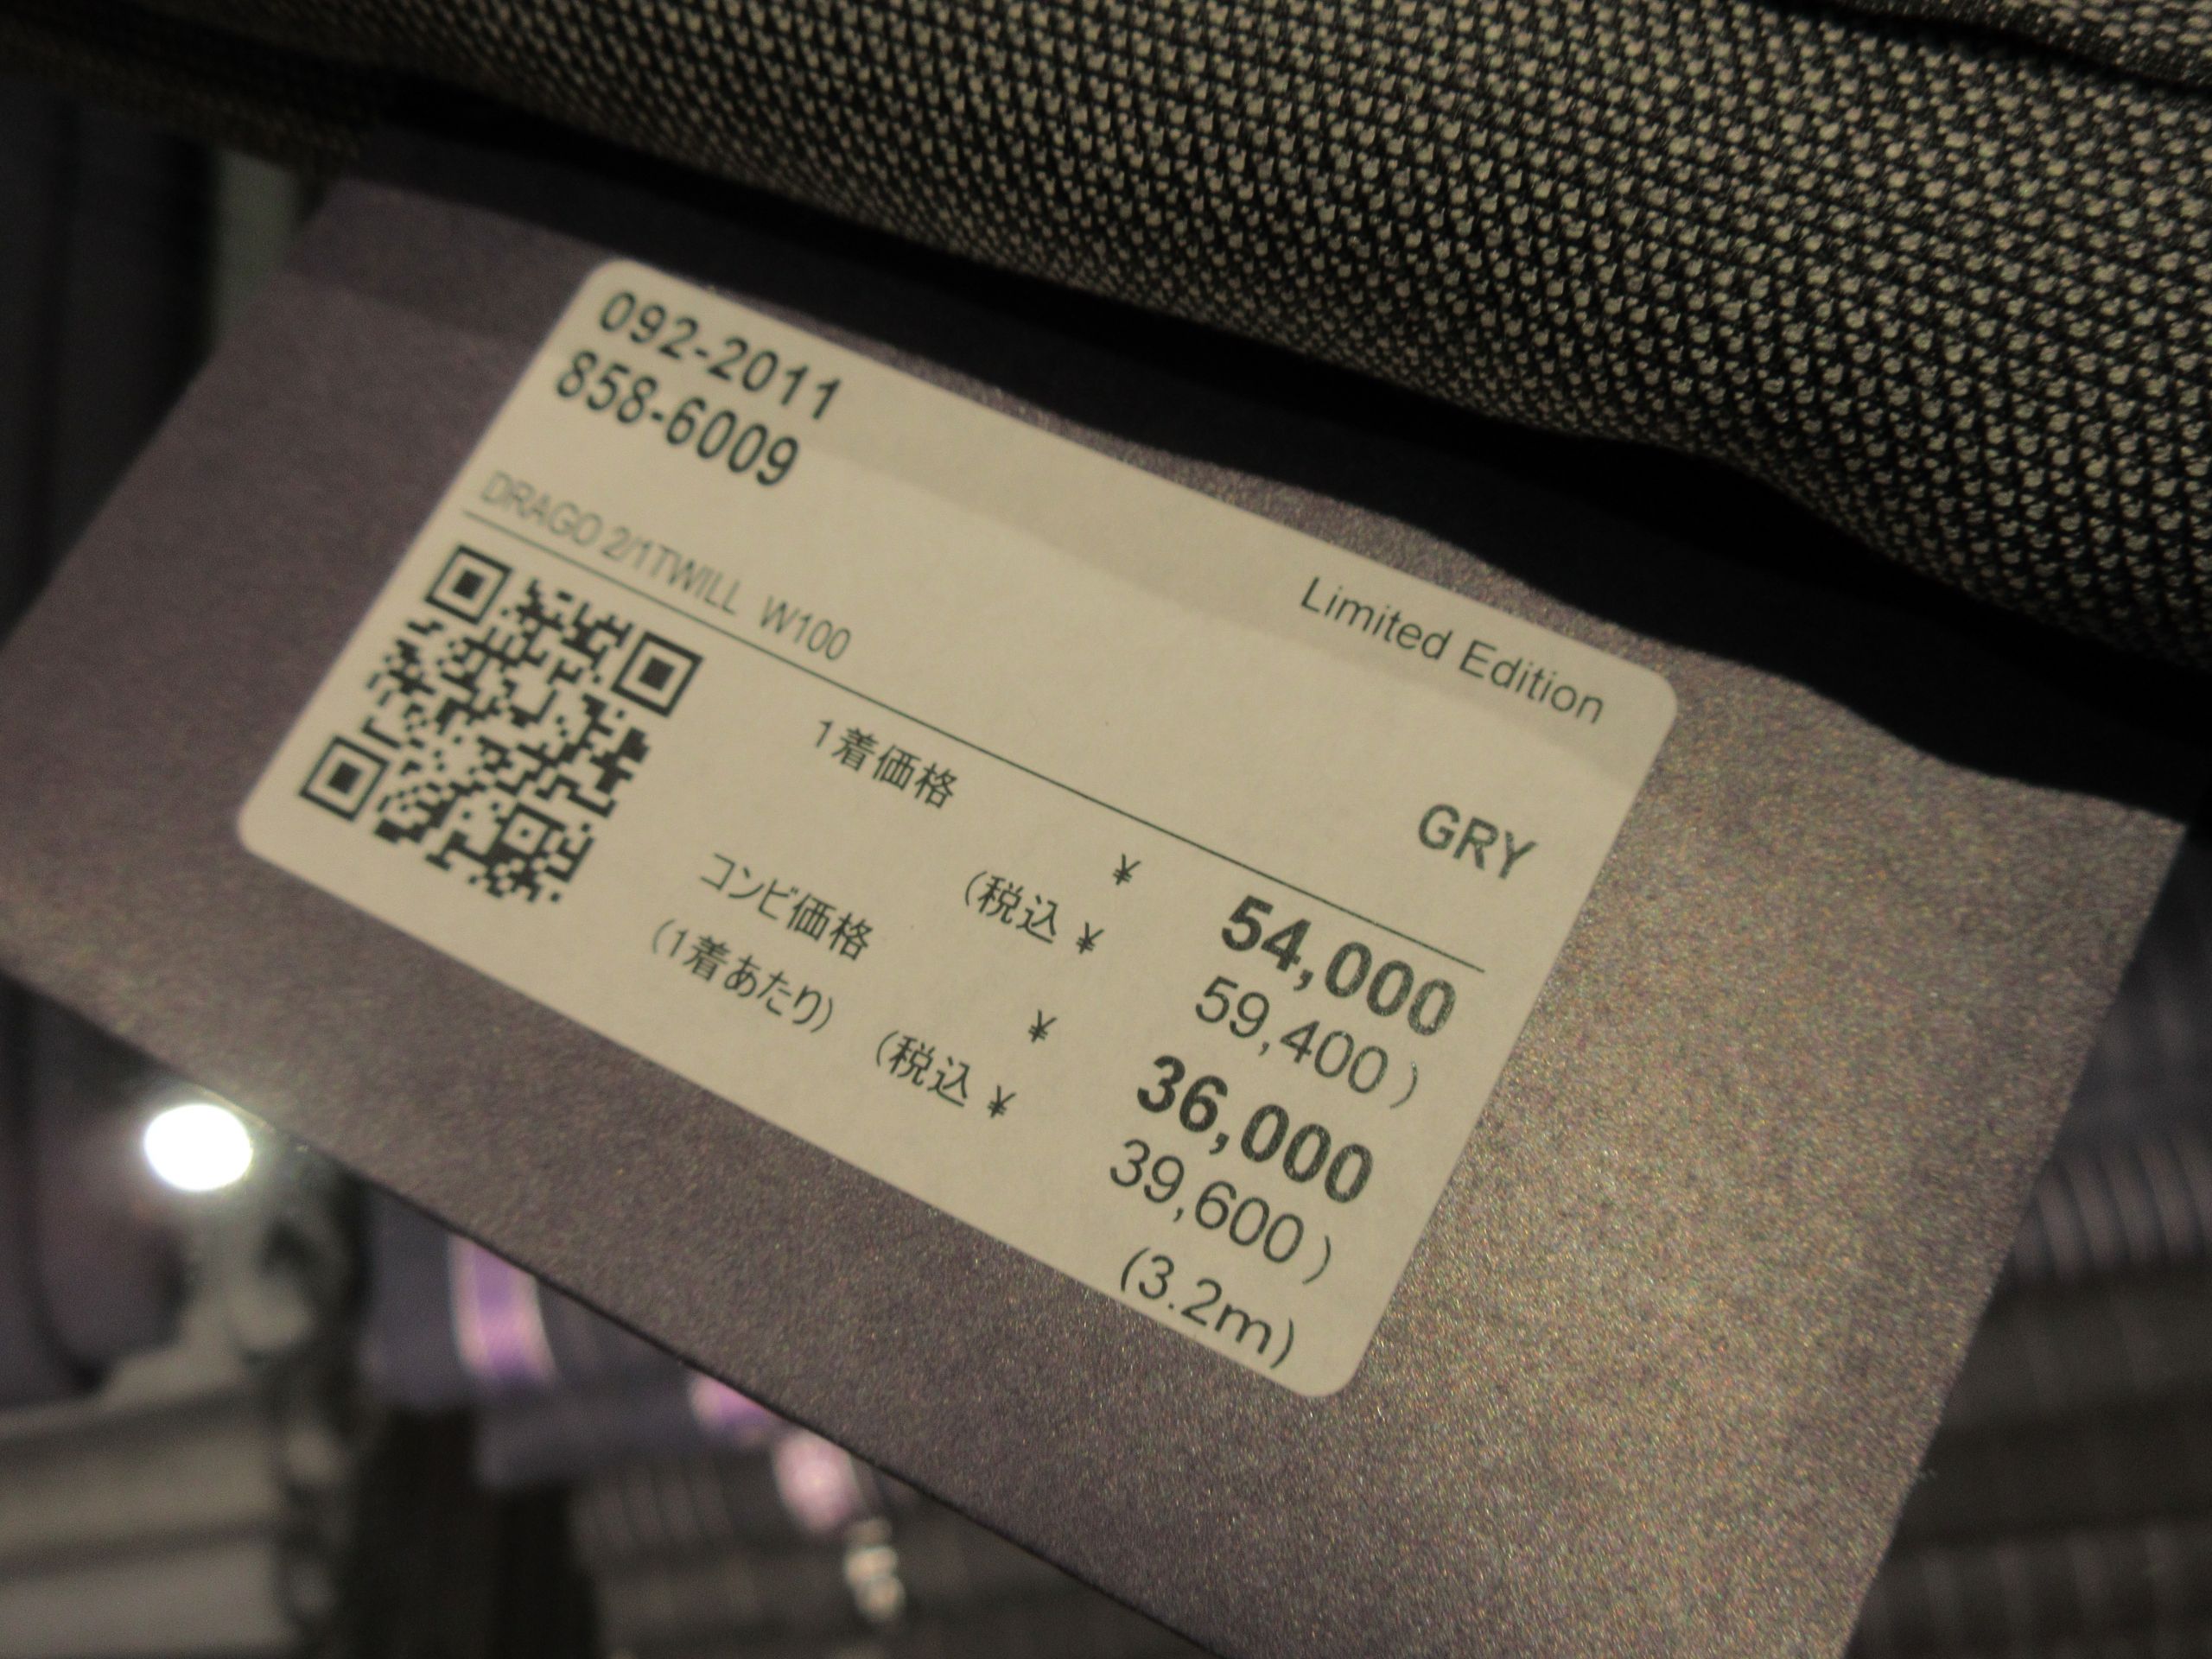 092-2011
858-6009
Limited Edition
DRAGO 2/1TWILL W100
GRY
1着価格 ¥ 54,000
(税込 ¥ 59,400 )
コンビ価格 ¥ 36,000
(1着あたり) (税込 ¥ 39,600 )
(3.2m)